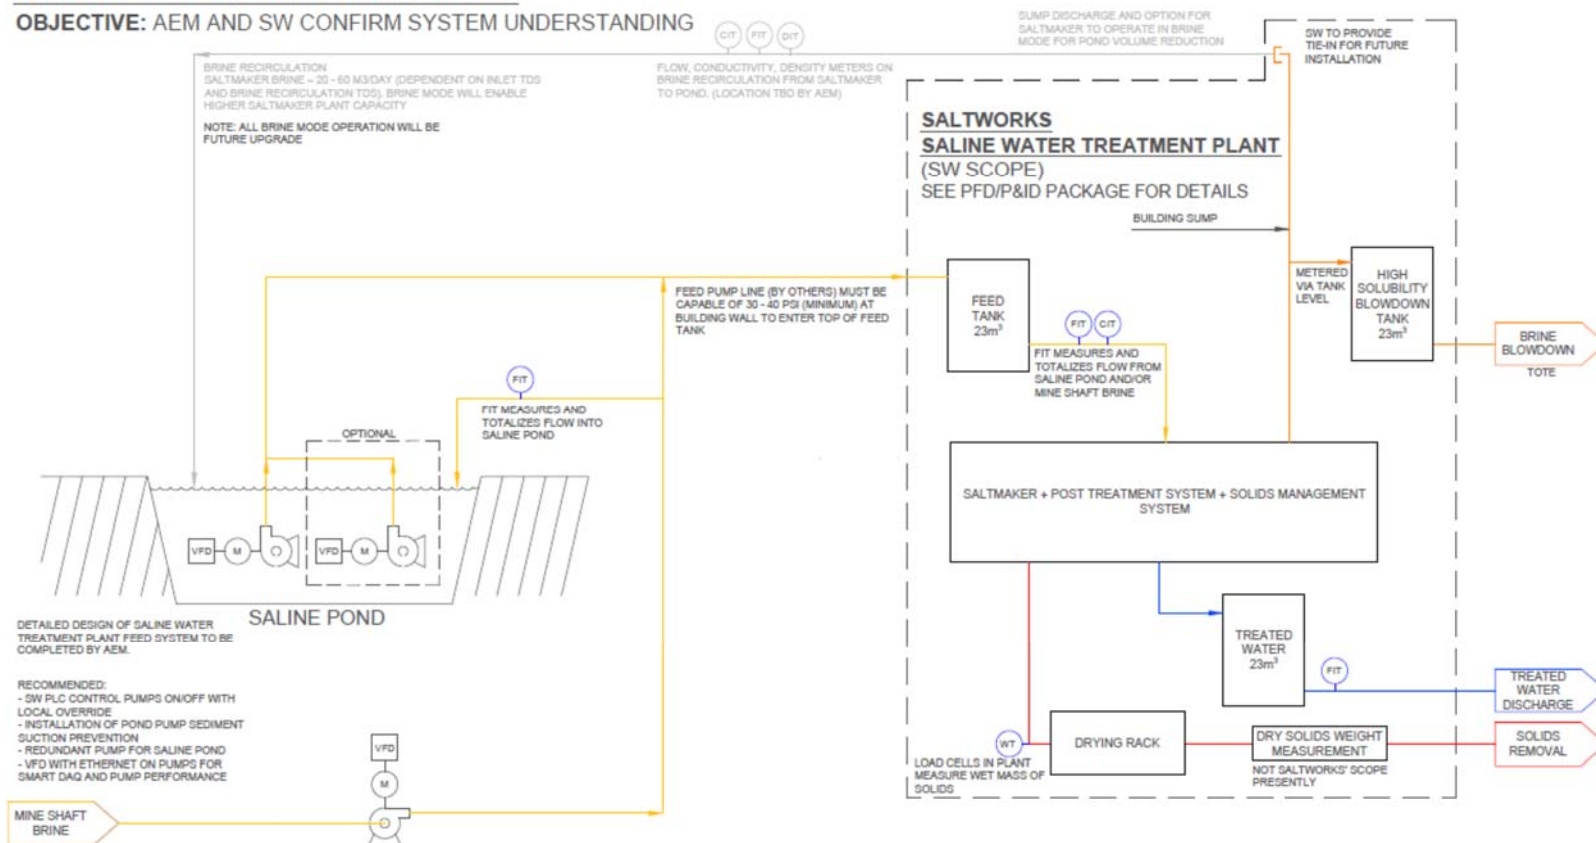 OBJECTIVE: AEM AND SW CONFIRM SYSTEM UNDERSTANDING
CIT
FIT
DIT
SUMP DISCHARGE AND OPTION FOR
SALTMAKER TO OPERATE IN BRINE
MODE FOR POND VOLUME REDUCTION
SW TO PROVIDE
TIE-IN FOR FUTURE
INSTALLATION
BRINE RECIRCULATION
SALTMAKER BRINE ~ 20 - 60 M3/DAY (DEPENDENT ON INLET TDS
AND BRINE RECIRCULATION TDS). BRINE MODE WILL ENABLE
HIGHER SALTMAKER PLANT CAPACITY
NOTE: ALL BRINE MODE OPERATION WILL BE
FUTURE UPGRADE
FLOW, CONDUCTIVITY, DENSITY METERS ON
BRINE RECIRCULATION FROM SALTMAKER
TO POND. (LOCATION TBD BY AEM)
SALTWORKS
SALINE WATER TREATMENT PLANT
(SW SCOPE)
SEE PFD/P&ID PACKAGE FOR DETAILS
BUILDING SUMP
FEED PUMP LINE (BY OTHERS) MUST BE
CAPABLE OF 30 - 40 PSI (MINIMUM) AT
BUILDING WALL TO ENTER TOP OF FEED
TANK
FEED
TANK
23m³
METERED
VIA TANK
LEVEL
HIGH
SOLUBILITY
BLOWDOWN
TANK
23m³
BRINE
BLOWDOWN
TOTE
FIT
CIT
FIT MEASURES AND
TOTALIZES FLOW FROM
SALINE POND AND/OR
MINE SHAFT BRINE
FIT
FIT MEASURES AND
TOTALIZES FLOW INTO
SALINE POND
OPTIONAL
VFD
M
VFD
M
SALINE POND
SALTMAKER + POST TREATMENT SYSTEM + SOLIDS MANAGEMENT
SYSTEM
DETAILED DESIGN OF SALINE WATER
TREATMENT PLANT FEED SYSTEM TO BE
COMPLETED BY AEM.
RECOMMENDED:
- SW PLC CONTROL PUMPS ON/OFF WITH
LOCAL OVERRIDE
- INSTALLATION OF POND PUMP SEDIMENT
SUCTION PREVENTION
- REDUNDANT PUMP FOR SALINE POND
- VFD WITH ETHERNET ON PUMPS FOR
SMART DAQ AND PUMP PERFORMANCE
VFD
M
MINE SHAFT
BRINE
TREATED
WATER
23m³
FIT
TREATED
WATER
DISCHARGE
WT
LOAD CELLS IN PLANT
MEASURE WET MASS OF
SOLIDS
DRYING RACK
DRY SOLIDS WEIGHT
MEASUREMENT
NOT SALTWORKS' SCOPE
PRESENTLY
SOLIDS
REMOVAL